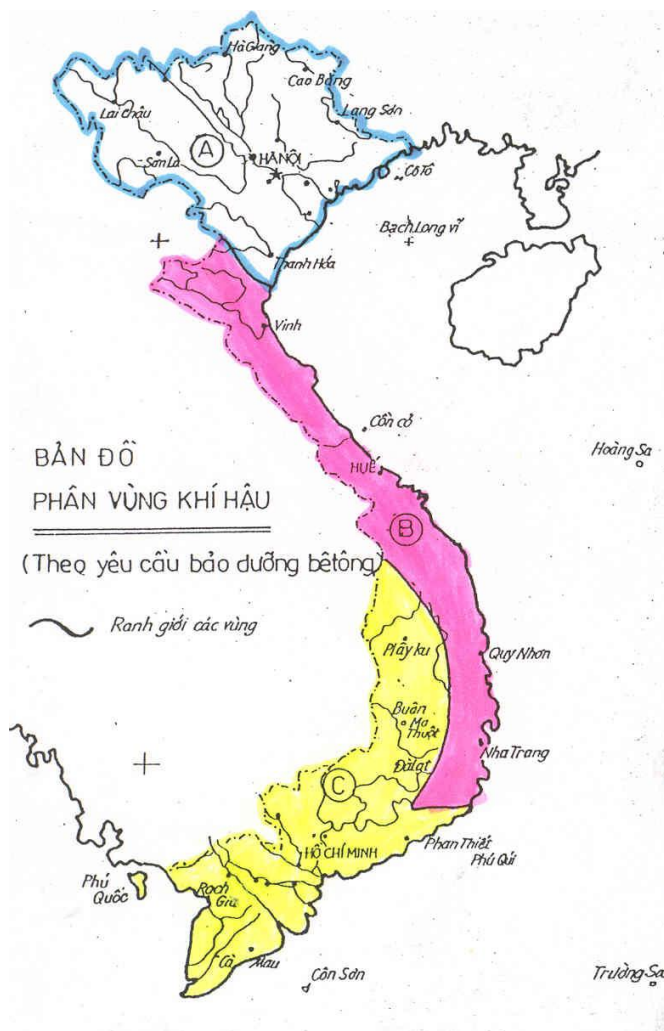 Hà Giang
Cao Bằng
Lạng Sơn
Lai Châu
A
Sơn La
HÀ NỘI
Cô Tô
Bạch Long vĩ
Thanh Hóa
Vinh
Cồn cỏ
Hoàng Sa
BẢN ĐỒ
HUẾ
PHÂN VÙNG KHÍ HẬU
B
(Theo yêu cầu bảo dưỡng bêtông)
Ranh giới các vùng
Plâyku
Quy Nhơn
Buân
Ma
Thuột
Nha Trang
Đàlạt
C
HỒ CHÍ MINH
Phan Thiết
Phú Quí
Phú
Quốc
Rạch
Giá
Cà Mau
Côn Sơn
Trường Sa